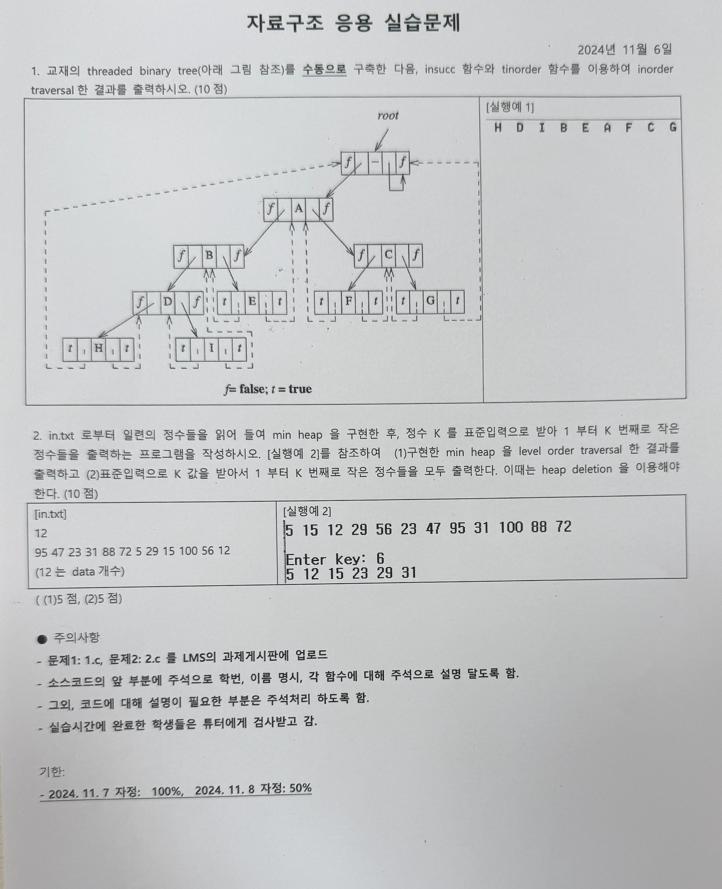 자료구조 응용 실습문제
2024년 11월 6일
1. 교재의 threaded binary tree(아래 그림 참조)를 수동으로 구축한 다음, insucc 함수와 tinorder 함수를 이용하여 inorder
traversal 한 결과를 출력하시오. (10 점)
[실행예 1]
H D I B E A F C G
root
f - f
f A f
f B f
f C f
f D f
t E t
t F t
t G t
t H t
t I t
f= false; t = true
2. in.txt 로부터 일련의 정수들을 읽어 들여 min heap 을 구현한 후, 정수 K 를 표준입력으로 받아 1 부터 K 번째로 작은
정수들을 출력하는 프로그램을 작성하시오. [실행예 2]를 참조하여 (1)구현한 min heap 을 level order traversal 한 결과를
출력하고 (2)표준입력으로 K 값을 받아서 1 부터 K 번째로 작은 정수들을 모두 출력한다. 이때는 heap deletion 을 이용해야
한다. (10 점)
[in.txt]
12
95 47 23 31 88 72 5 29 15 100 56 12
(12 는 data 개수)
[실행예 2]
5 15 12 29 56 23 47 95 31 100 88 72
Enter key: 6
5 12 15 23 29 31
( (1)5 점, (2)5 점)
● 주의사항
- 문제1: 1.c, 문제2: 2.c 를 LMS의 과제게시판에 업로드
- 소스코드의 앞 부분에 주석으로 학번, 이름 명시, 각 함수에 대해 주석으로 설명 달도록 함.
- 그외, 코드에 대해 설명이 필요한 부분은 주석처리 하도록 함.
- 실습시간에 완료한 학생들은 튜터에게 검사받고 감.
기한:
- 2024. 11. 7 자정: 100%, 2024. 11. 8 자정: 50%